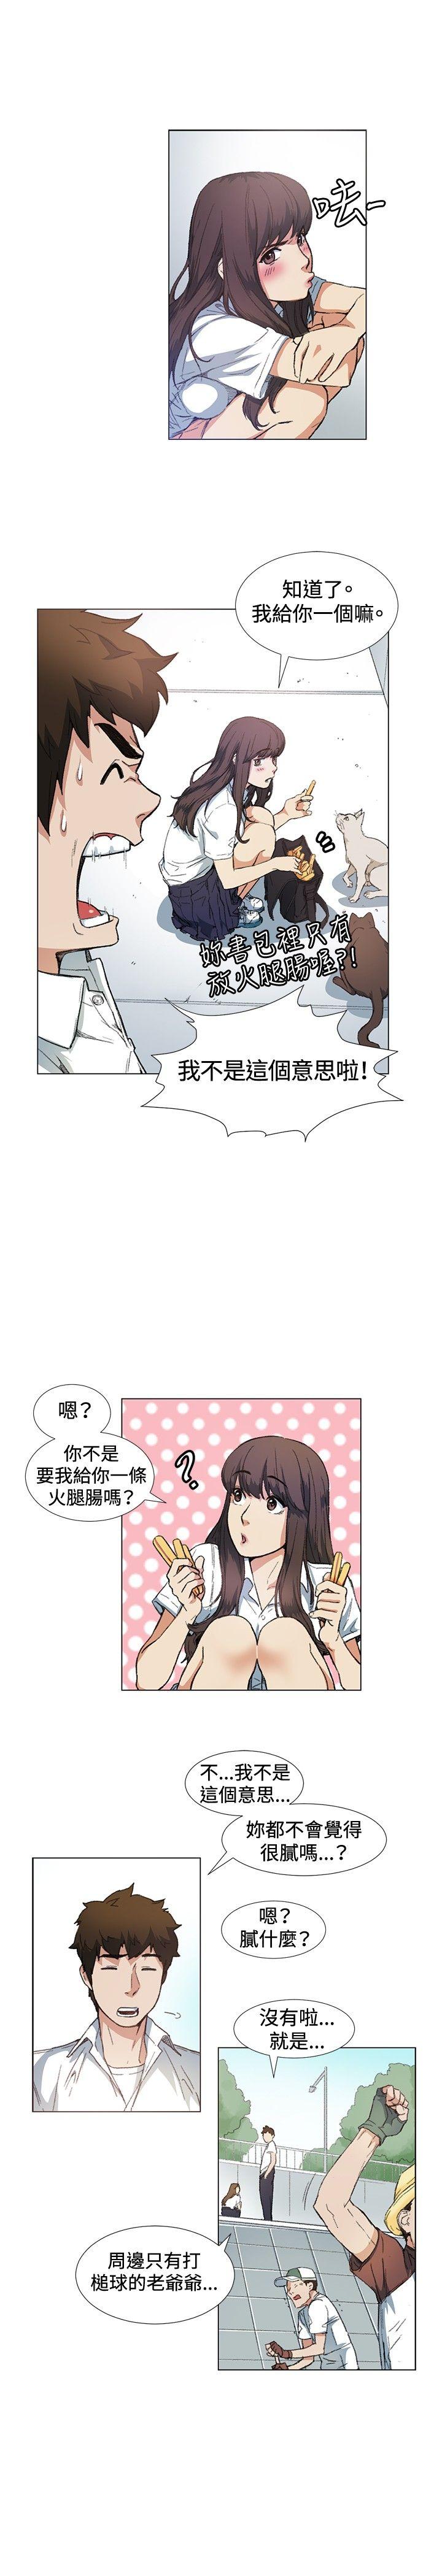 呿~
知道了。
我給你一個嘛。
妳書包裡只有
放火腿腸喔?!
我不是這個意思啦!
嗯？
你不是
要我給你一條
火腿腸嗎？
?
不...我不是
這個意思...
妳都不會覺得
很膩嗎...？
嗯？
膩什麼？
沒有啦...
就是...
周邊只有打
槌球的老爺爺...